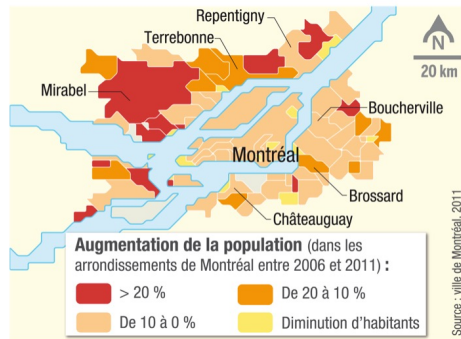 Repentigny
Terrebonne
N
20 km
Mirabel
Boucherville
Montréal
Brossard
Châteauguay
Augmentation de la population (dans les
arrondissements de Montréal entre 2006 et 2011) :
> 20 %
De 20 à 10 %
De 10 à 0 %
Diminution d'habitants
Source : ville de Montréal, 2011